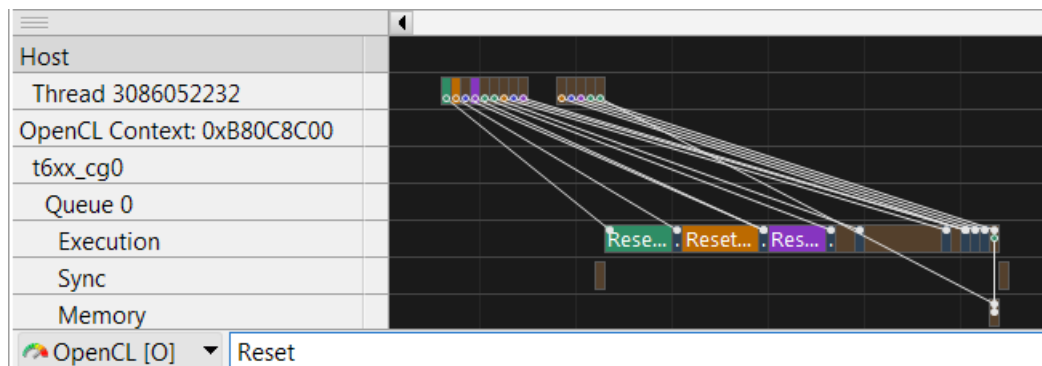 Host
Thread 3086052232
OpenCL Context: 0xB80C8C00
t6xx_cg0
Queue 0
Execution
Rese... . Reset... . Res... .
Sync
Memory
OpenCL [O]
Reset